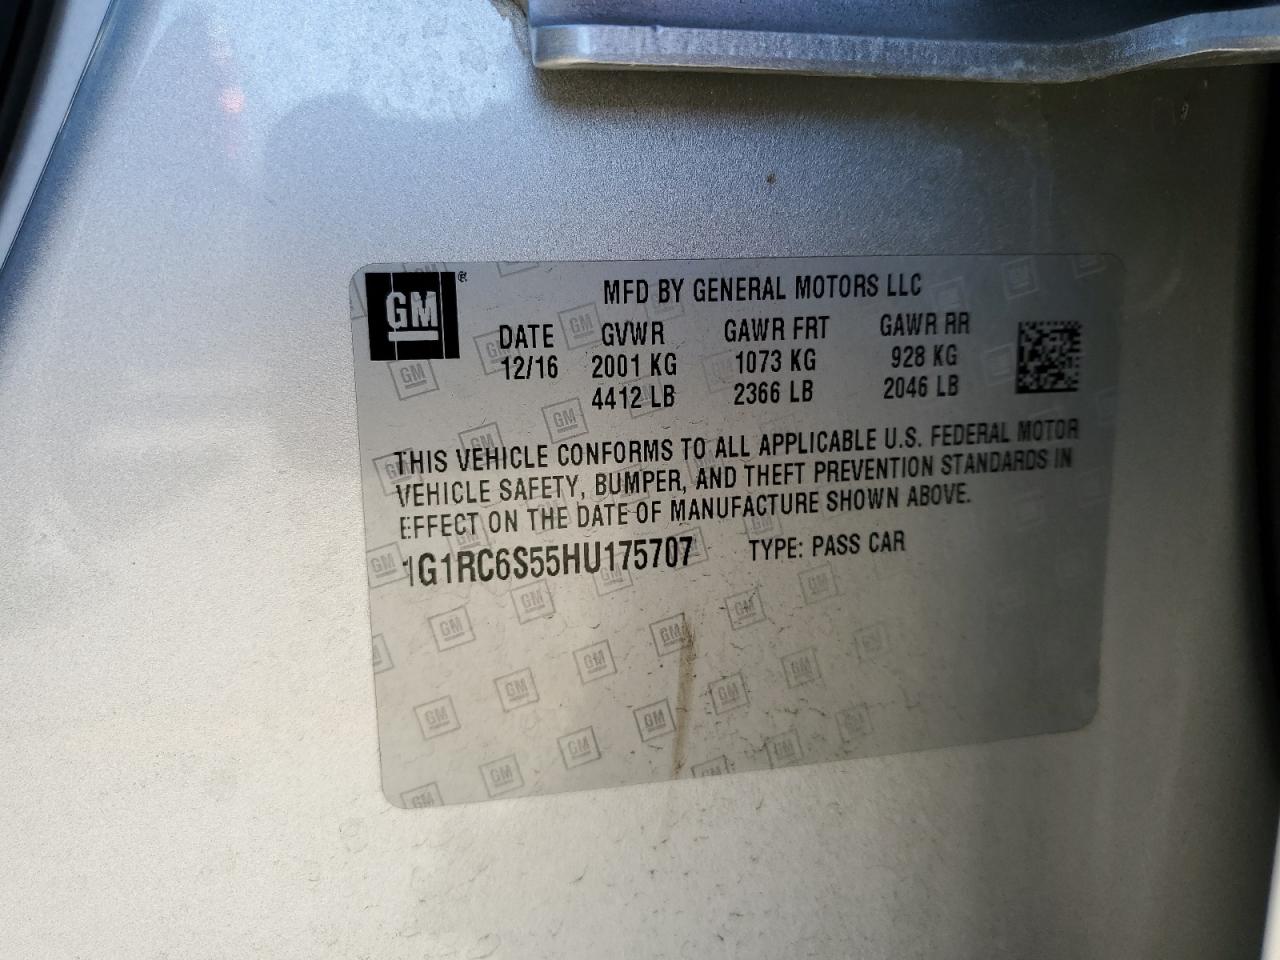 GM®
MFD BY GENERAL MOTORS LLC
DATE GVWR GAWR FRT GAWR RR
12/16 2001 KG 1073 KG 928 KG
4412 LB 2366 LB 2046 LB
THIS VEHICLE CONFORMS TO ALL APPLICABLE U.S. FEDERAL MOTOR
VEHICLE SAFETY, BUMPER, AND THEFT PREVENTION STANDARDS IN
EFFECT ON THE DATE OF MANUFACTURE SHOWN ABOVE.
1G1RC6S55HU175707 TYPE: PASS CAR